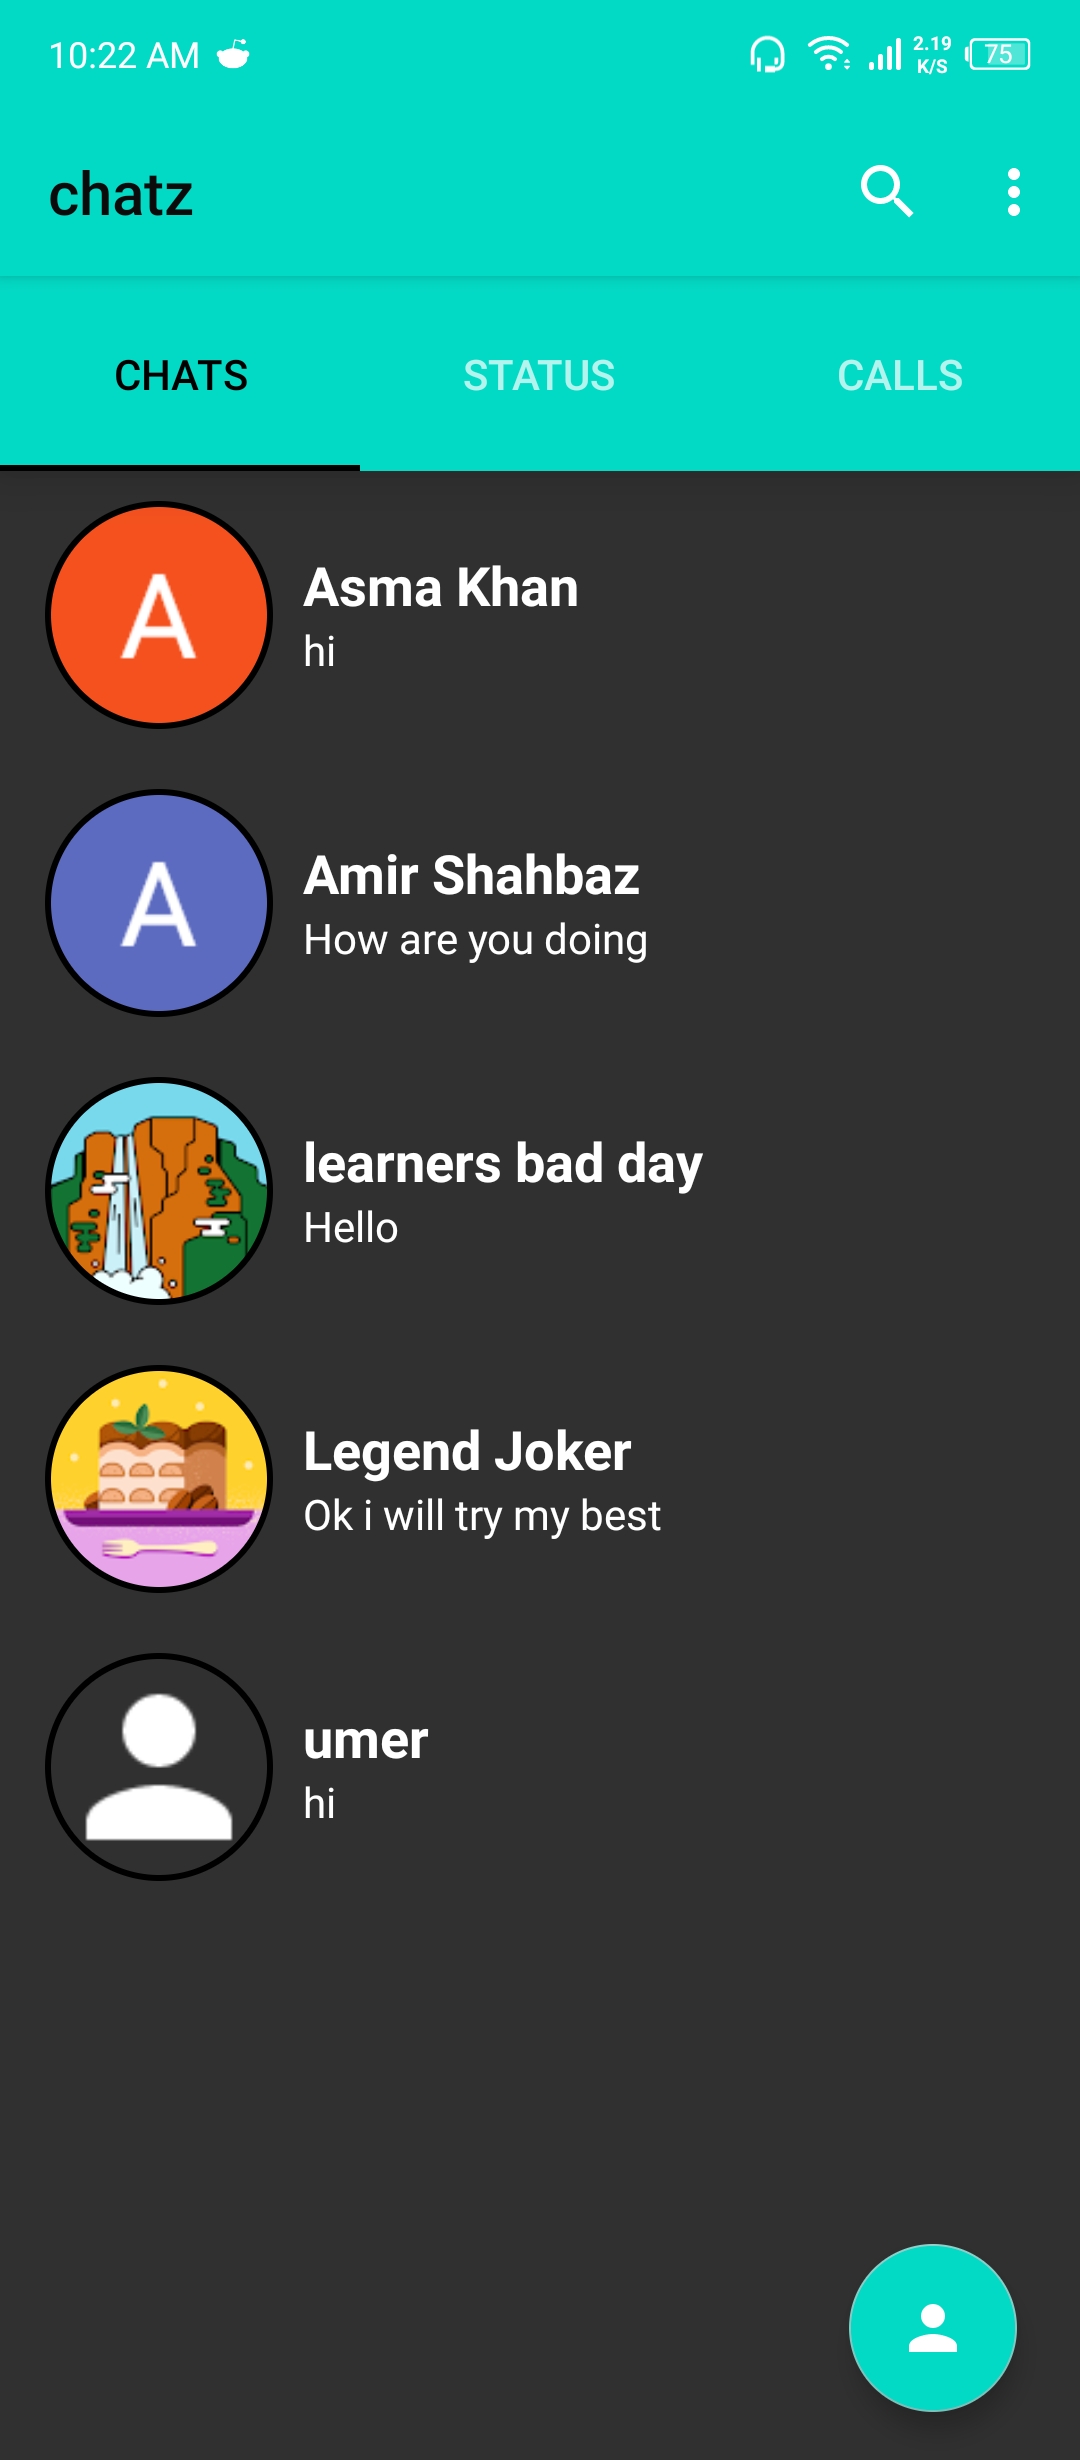 10:22 AM
2.19
K/S
75
chatz
CHATS STATUS CALLS
A
Asma Khan
hi
A
Amir Shahbaz
How are you doing
learners bad day
Hello
Legend Joker
Ok i will try my best
umer
hi